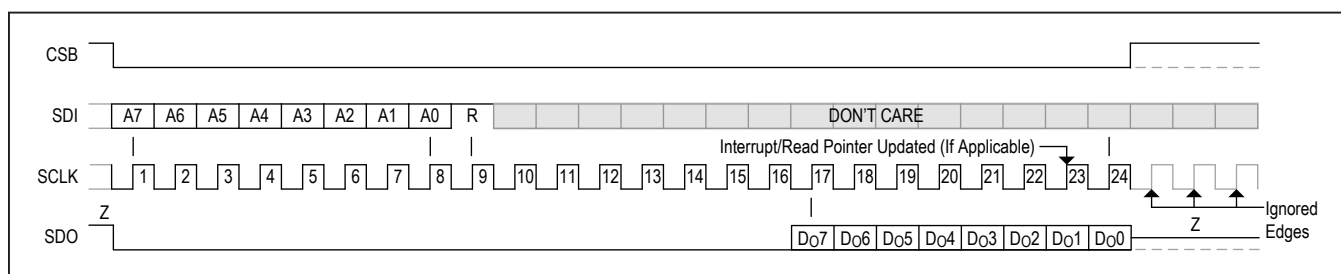 CSB
SDI A7 A6 A5 A4 A3 A2 A1 A0 R DON'T CARE
Interrupt/Read Pointer Updated (If Applicable)
SCLK 1 2 3 4 5 6 7 8 9 10 11 12 13 14 15 16 17 18 19 20 21 22 23 24
Z Z Ignored
SDO DO7 DO6 DO5 DO4 DO3 DO2 DO1 DO0 Edges